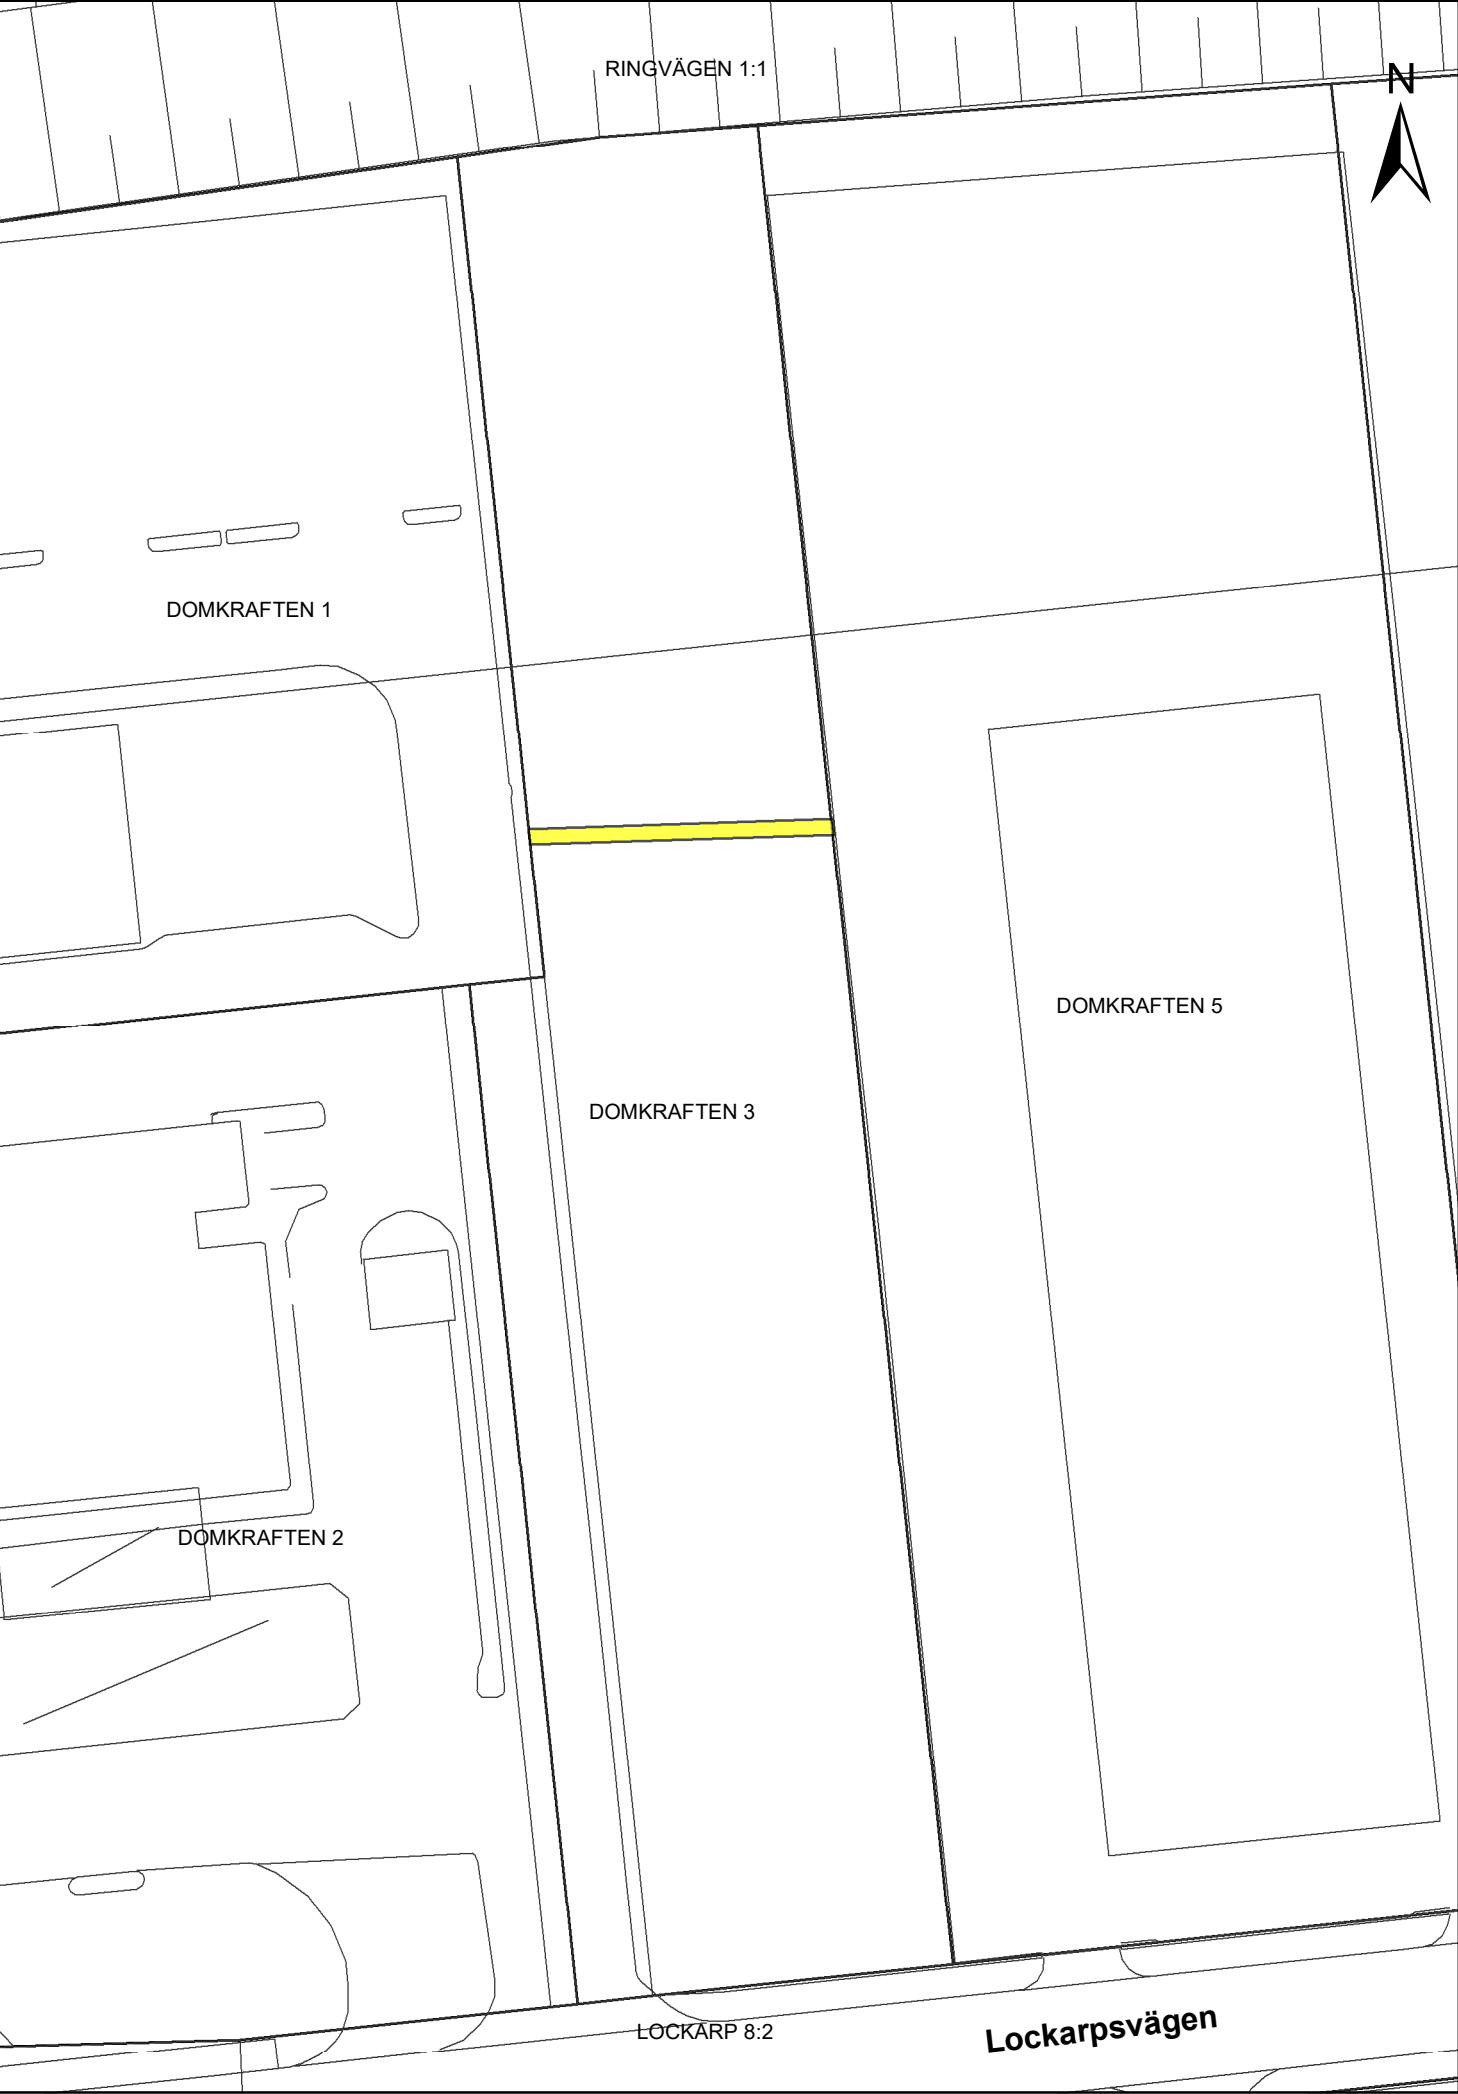 RINGVÄGEN 1:1
N
DOMKRAFTEN 1
DOMKRAFTEN 5
DOMKRAFTEN 3
DOMKRAFTEN 2
Lockarpsvägen
LOCKARP 8:2